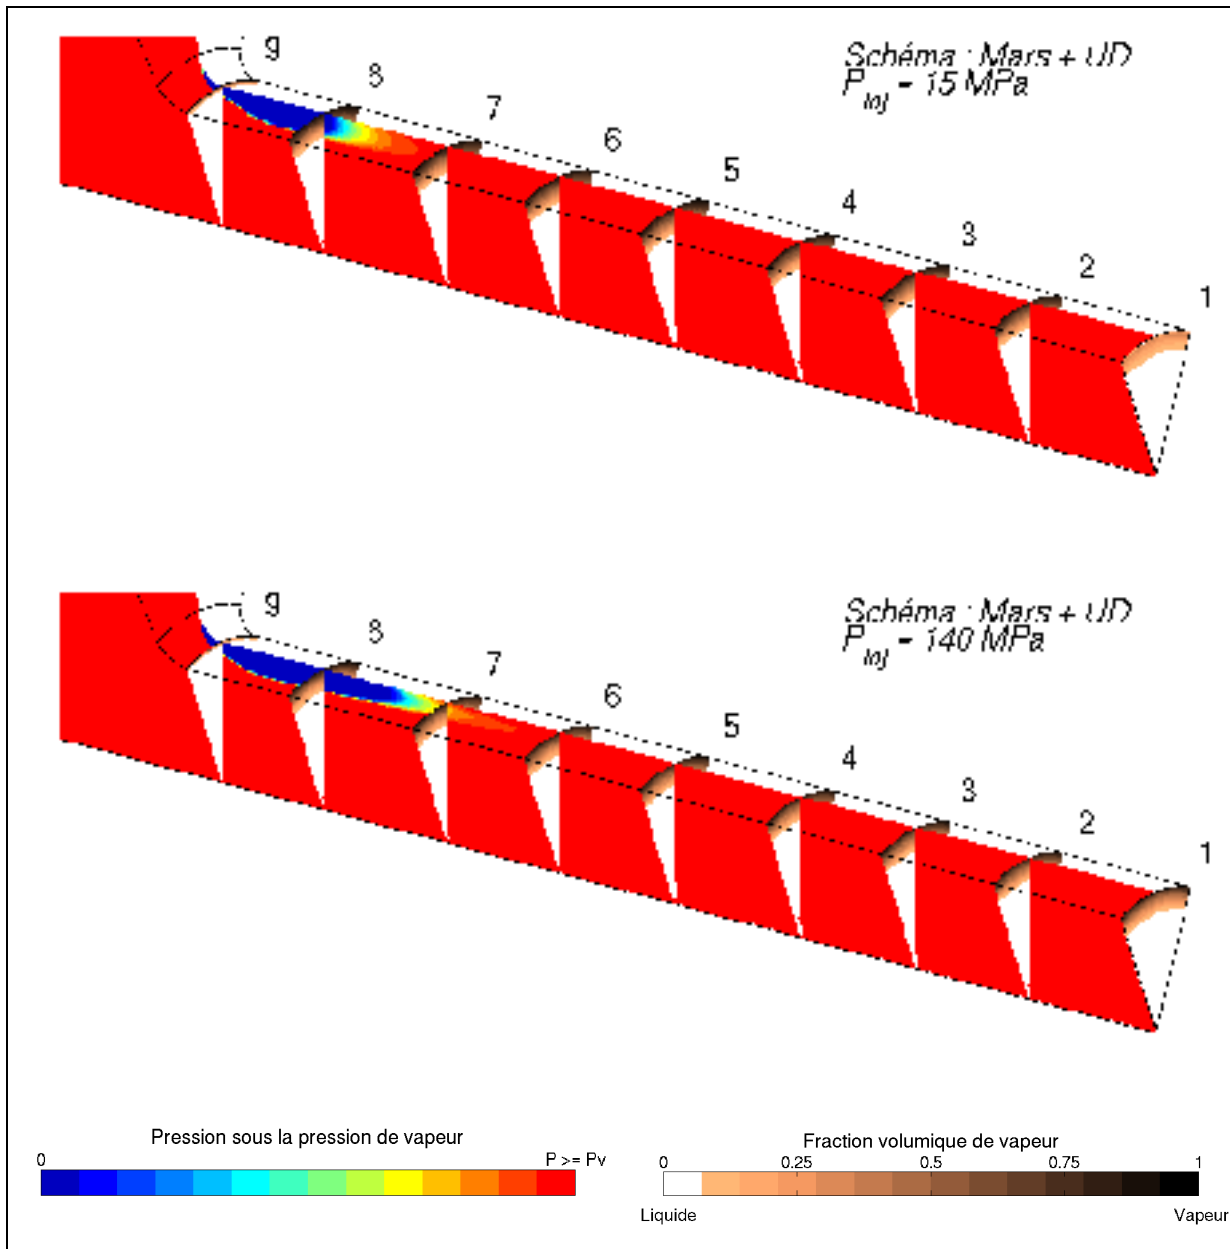 Schéma : Mars + UD
P_inj = 15 MPa
9
8
7
6
5
4
3
2
1
Schéma : Mars + UD
P_inj = 140 MPa
9
8
7
6
5
4
3
2
1
Pression sous la pression de vapeur
0 P >= Pv
Fraction volumique de vapeur
0 0.25 0.5 0.75 1
Liquide Vapeur